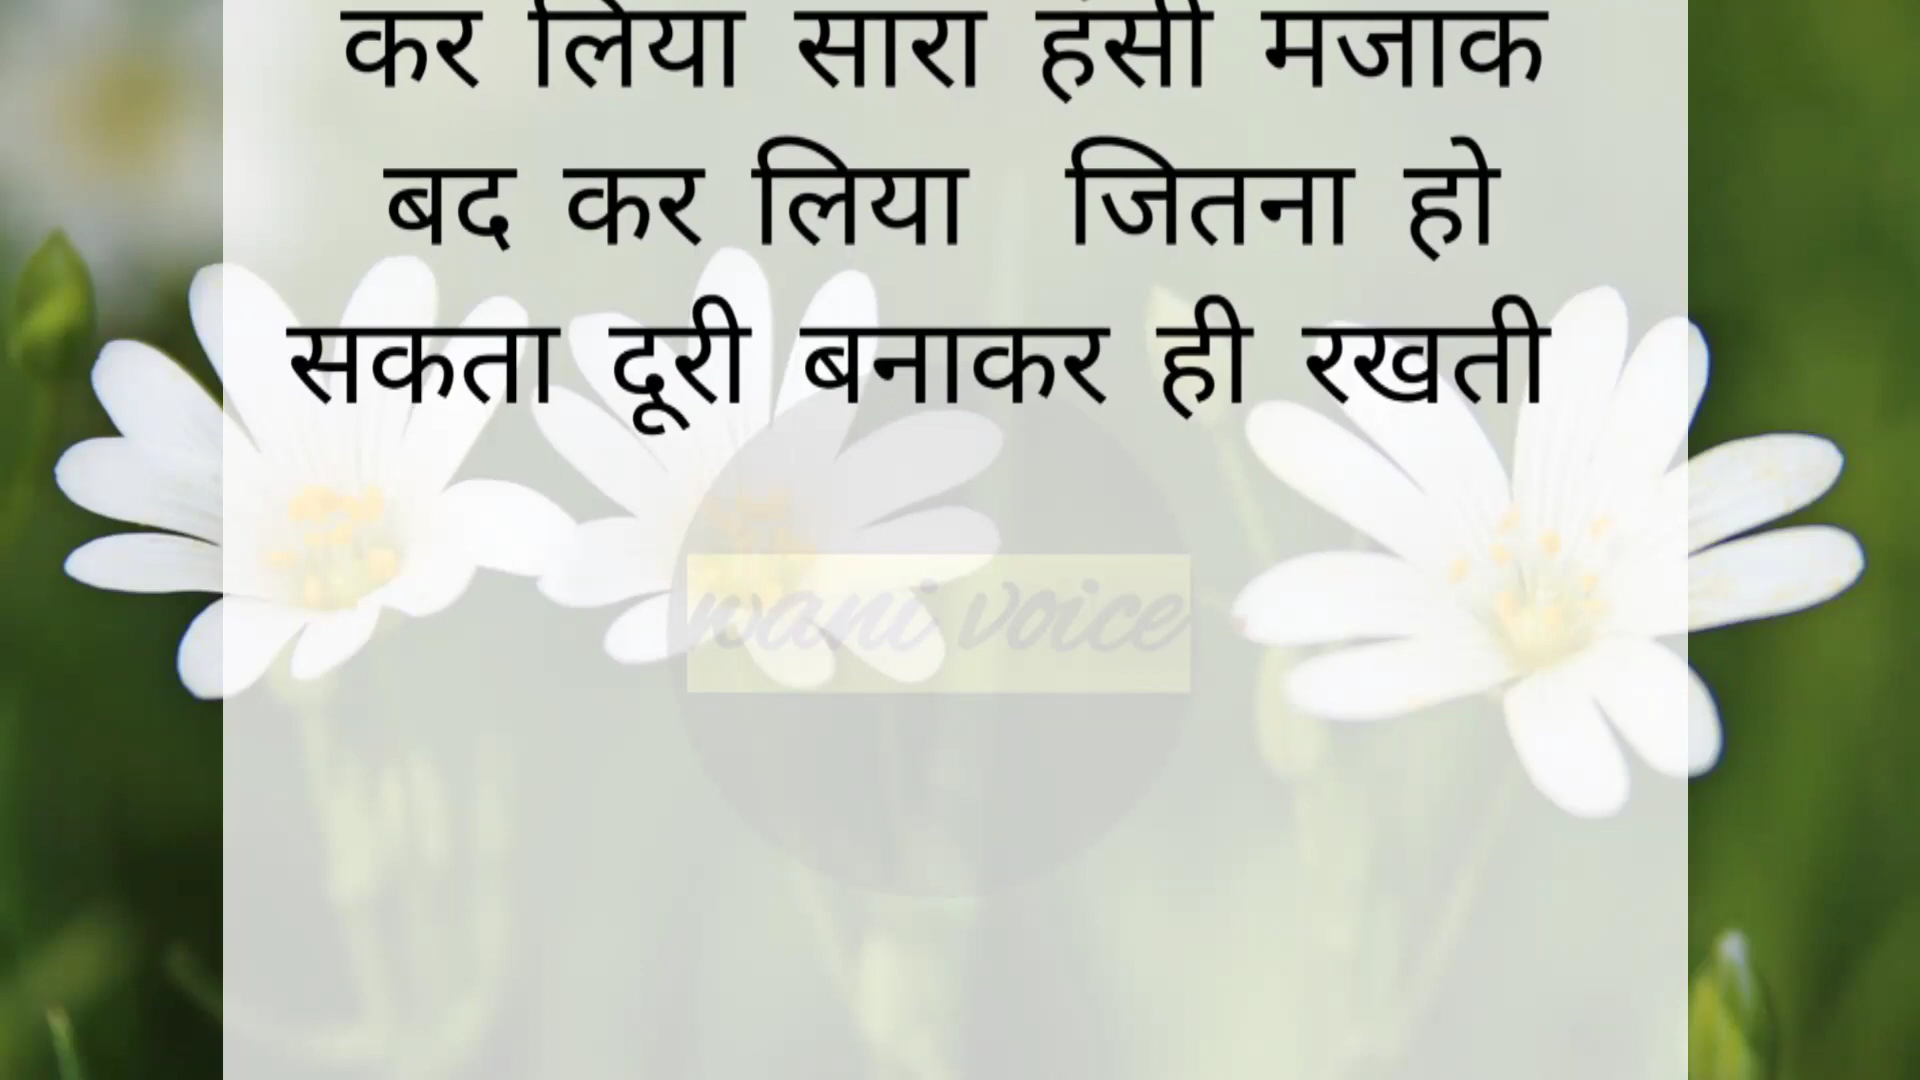 कर लिया सारा हंसी मजाक
बद कर लिया जितना हो
सकता दूरी बनाकर ही रखती
wani voice